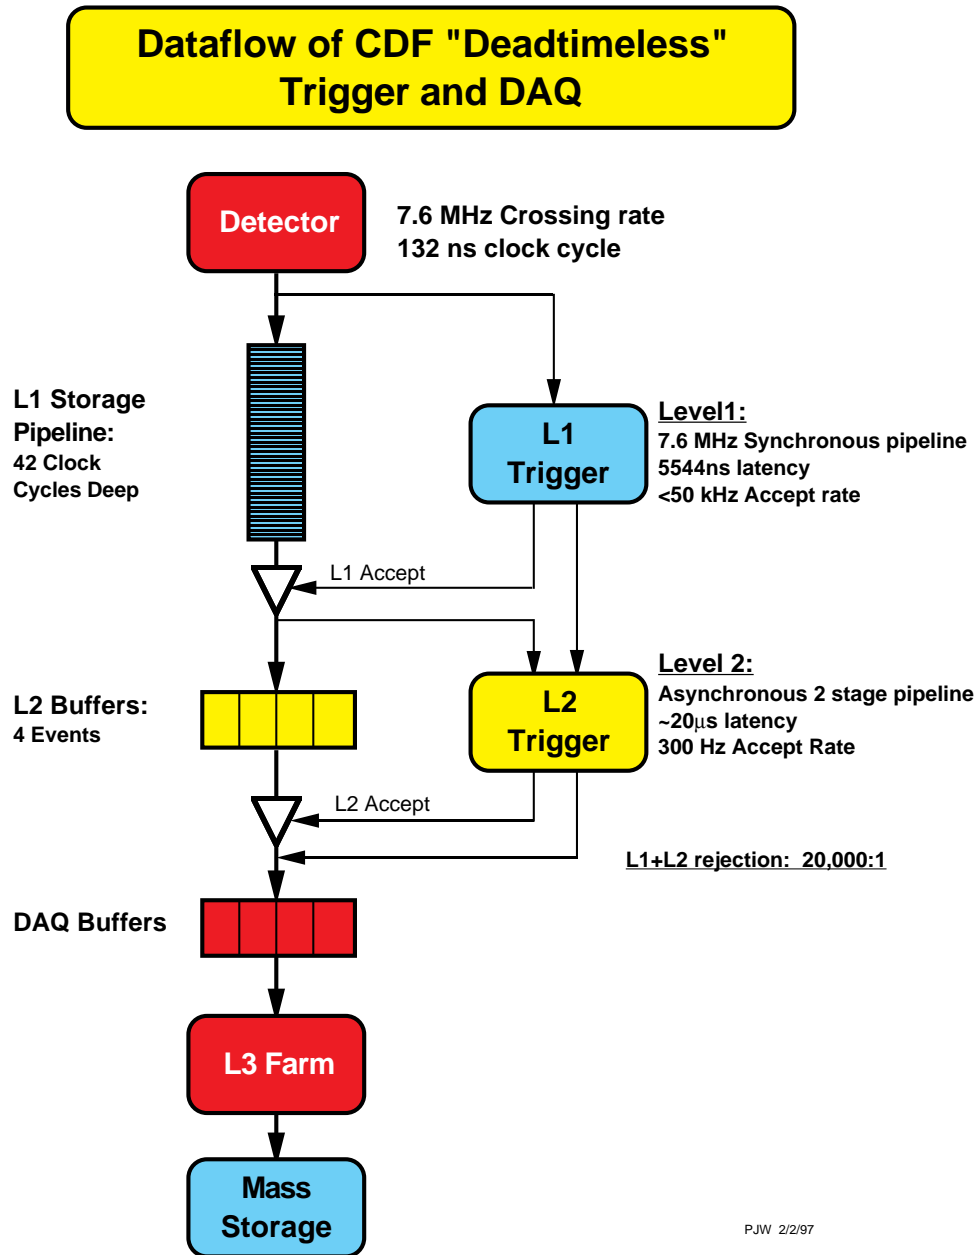 Dataflow of CDF "Deadtimeless"
Trigger and DAQ
Detector
7.6 MHz Crossing rate
132 ns clock cycle
L1 Storage
Pipeline:
42 Clock
Cycles Deep
L1
Trigger
Level1:
7.6 MHz Synchronous pipeline
5544ns latency
<50 kHz Accept rate
L1 Accept
L2 Buffers:
4 Events
L2
Trigger
Level 2:
Asynchronous 2 stage pipeline
~20μs latency
300 Hz Accept Rate
L2 Accept
L1+L2 rejection: 20,000:1
DAQ Buffers
L3 Farm
Mass
Storage
PJW 2/2/97